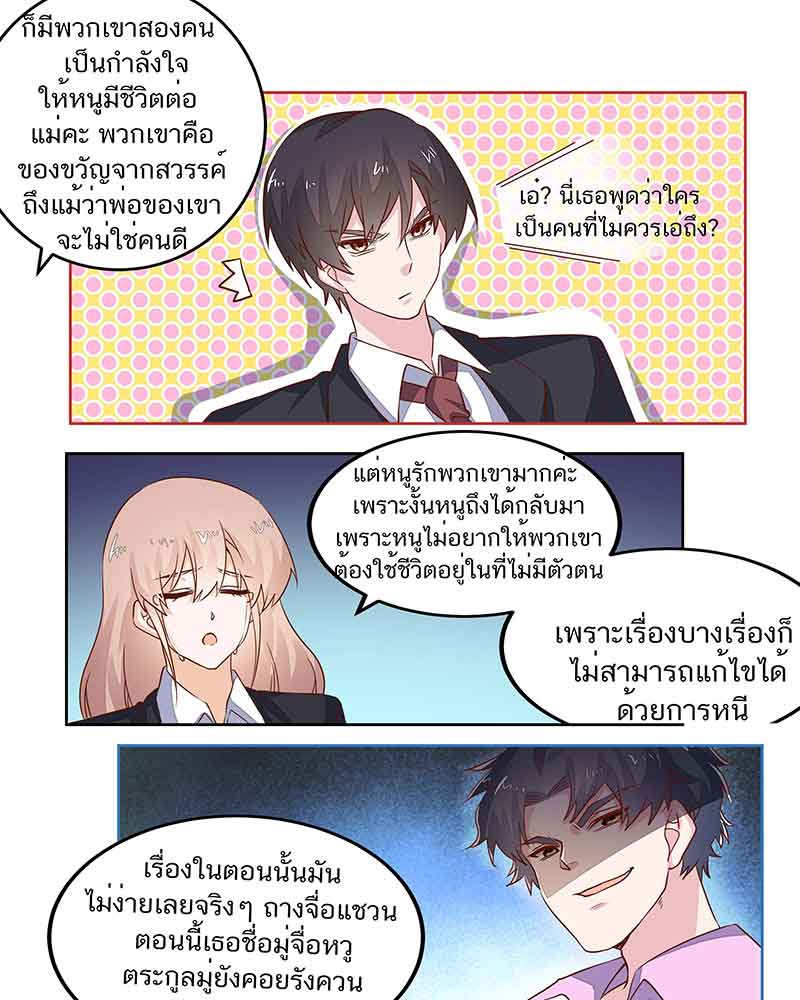 ก็มีพวกเขาสองคน
เป็นกำลังใจ
ให้หนูมีชีวิตต่อ
แม่คะ พวกเขาคือ
ของขวัญจากสวรรค์
ถึงแม้ว่าพ่อของเขา
จะไม่ใช่คนดี
เอ๋? นี่เธอพูดว่าใคร
เป็นคนที่ไมควรเอ่ถึง?
แต่หนูรักพวกเขามากค่ะ
เพราะงั้นหนูถึงได้กลับมา
เพราะหนูไม่อยากให้พวกเขา
ต้องใช้ชีวิตอยู่ในที่ไม่มีตัวตน
เพราะเรื่องบางเรื่องก็
ไม่สามารถแก้ไขได้
ด้วยการหนี
เรื่องในตอนนั้นมัน
ไม่ง่ายเลยจริงๆ ถางจื่อแชวน
ตอนนี้เธอชื่อมู่จื่อหวู
ตระกูลมู่ยังคอยรังควน